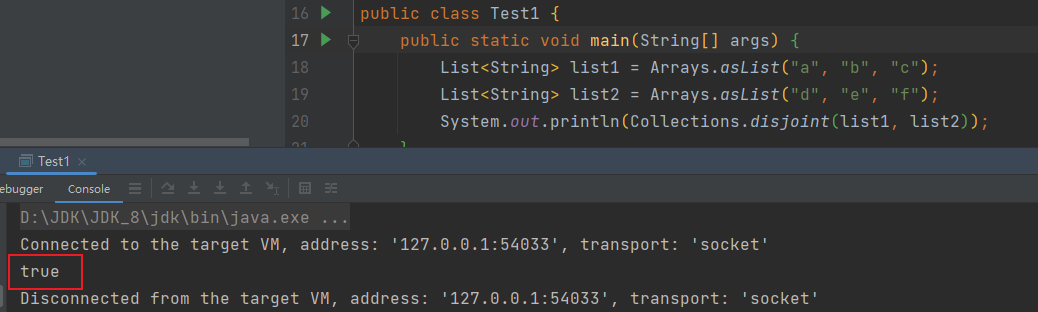 16 public class Test1 {
17 public static void main(String[] args) {
18 List<String> list1 = Arrays.asList("a", "b", "c");
19 List<String> list2 = Arrays.asList("d", "e", "f");
20 System.out.println(Collections.disjoint(list1, list2));
21 }
Test1 ×
ebugger Console
D:\JDK\JDK_8\jdk\bin\java.exe ...
Connected to the target VM, address: '127.0.0.1:54033', transport: 'socket'
true
Disconnected from the target VM, address: '127.0.0.1:54033', transport: 'socket'